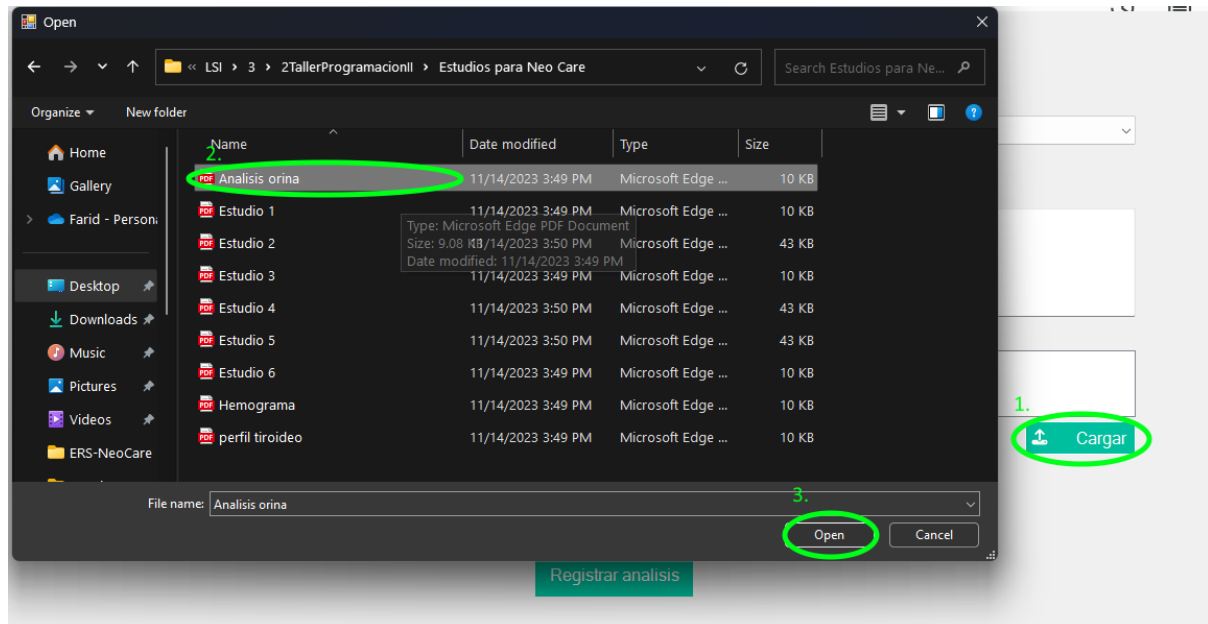 Open
« LSI › 3 › 2TallerProgramacionII › Estudios para Neo Care
Search Estudios para Ne...
Organize
New folder
2.
Name
Date modified
Type
Size
Home
Gallery
Farid - Persona
Desktop
Downloads
Music
Pictures
Videos
ERS-NeoCare
Analisis orina 11/14/2023 3:49 PM Microsoft Edge ... 10 KB
Estudio 1 11/14/2023 3:49 PM Microsoft Edge ... 10 KB
Estudio 2 11/14/2023 3:50 PM Microsoft Edge ... 43 KB
Estudio 3 11/14/2023 3:49 PM Microsoft Edge ... 10 KB
Estudio 4 11/14/2023 3:50 PM Microsoft Edge ... 43 KB
Estudio 5 11/14/2023 3:50 PM Microsoft Edge ... 43 KB
Estudio 6 11/14/2023 3:49 PM Microsoft Edge ... 10 KB
Hemograma 11/14/2023 3:49 PM Microsoft Edge ... 10 KB
perfil tiroideo 11/14/2023 3:49 PM Microsoft Edge ... 10 KB
Type: Microsoft Edge PDF Document
Size: 9.08 KB
Date modified: 11/14/2023 3:49 PM
1.
Cargar
File name: Analisis orina
3.
Open
Cancel
Registrar analisis